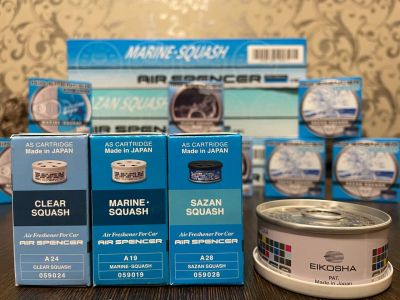 MARINE-SQUASH
AIR SPENCER
SAZAN SQUASH
AIR SPENCER
AS CARTRIDGE
Made in JAPAN
CLEAR
SQUASH
Air Freshener For Car
AIR SPENCER
A 24
CLEAR SQUASH
059024
AS CARTRIDGE
Made in JAPAN
MARINE-
SQUASH
Air Freshener For Car
AIR SPENCER
A 19
MARINE-SQUASH
059019
AS CARTRIDGE
Made in JAPAN
SAZAN
SQUASH
Air Freshener For Car
AIR SPENCER
A 28
SAZAN SQUASH
059028
EIKOSHA
PAT.
Made in Japan